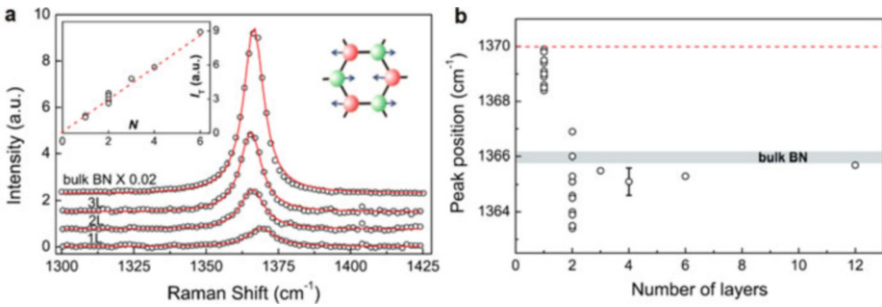 a
10
8
6
4
2
0
Intensity (a.u.)
1300 1325 1350 1375 1400 1425
Raman Shift (cm-1)
bulk BN X 0.02
3L
2L
1L
0 2 4 6
N
9
6
3
0
IT (a.u.)
b
1370
1368
1366
1364
Peak position (cm-1)
bulk BN
0 2 4 6 8 10 12
Number of layers